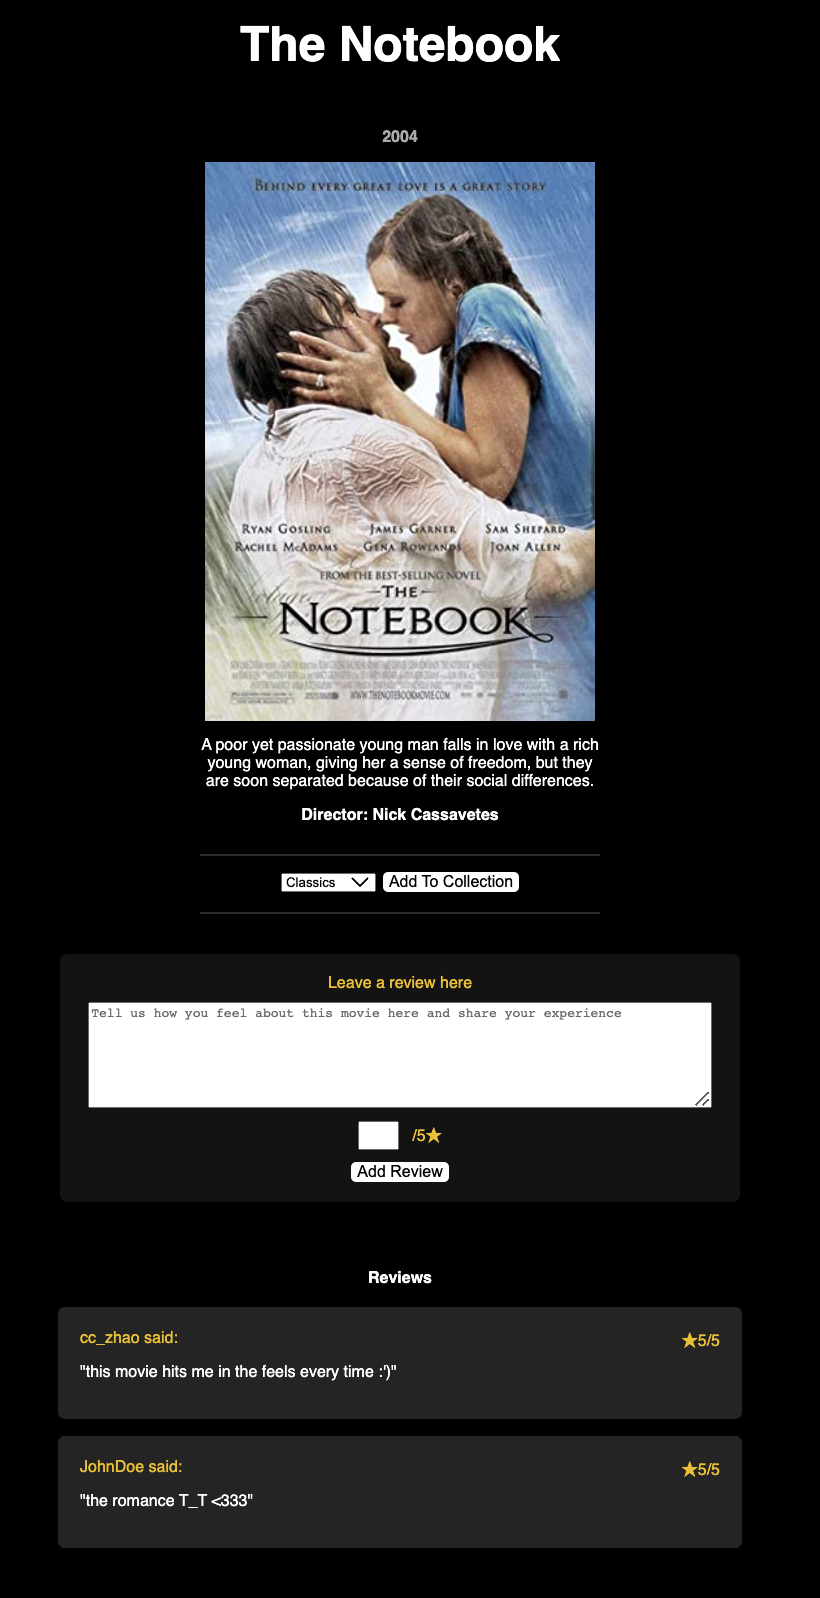 The Notebook
2004
BEHIND EVERY GREAT LOVE IS A GREAT STORY
RYAN GOSLING JAMES GARNER SAM SHEPARD
RACHEL MCADAMS GENA ROWLANDS JOAN ALLEN
FROM THE BEST-SELLING NOVEL
THE
NOTEBOOK
WWW.THENOTEBOOKMOVIE.COM
A poor yet passionate young man falls in love with a rich
young woman, giving her a sense of freedom, but they
are soon separated because of their social differences.
Director: Nick Cassavetes
Classics Add To Collection
Leave a review here
Tell us how you feel about this movie here and share your experience
/5★
Add Review
Reviews
cc_zhao said: ★5/5
"this movie hits me in the feels every time :')"
JohnDoe said: ★5/5
"the romance T_T <333"